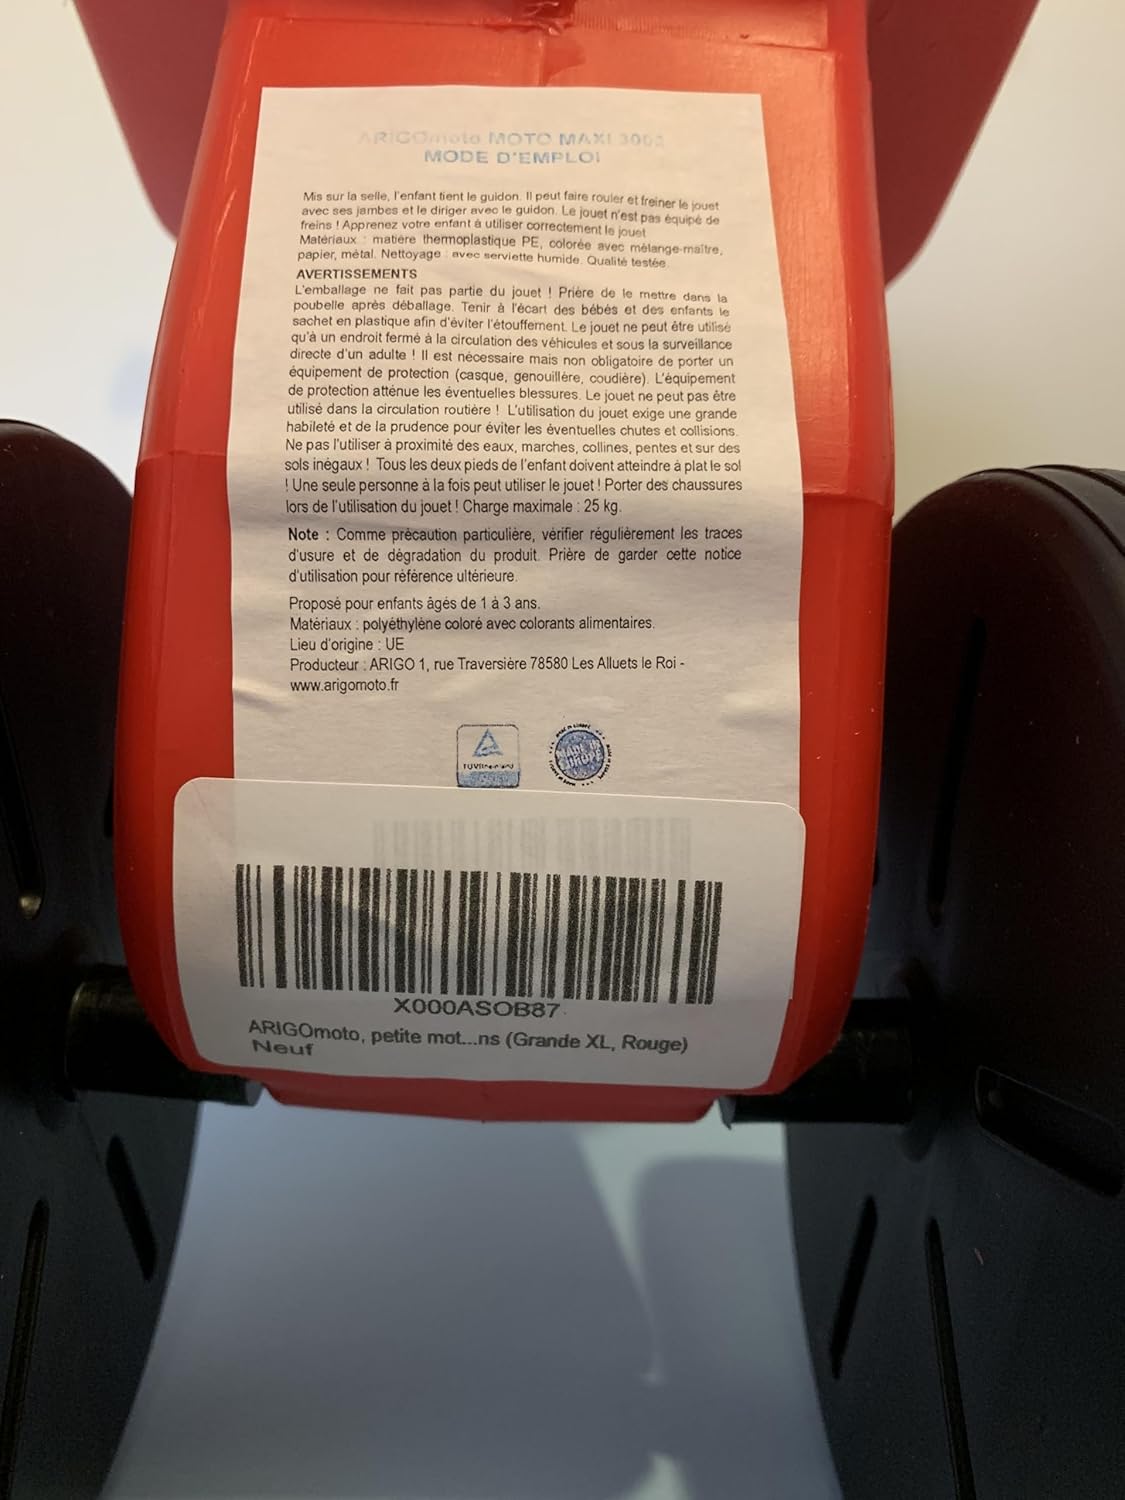 ARIGOmoto MOTO MAXI
MODE D'EMPLOI
Mis sur la selle, l'enfant tient le guidon. Il peut faire rouler et freiner le jouet
avec ses jambes et le diriger avec le guidon. Le jouet n'est pas équipé de
freins ! Apprenez votre enfant à utiliser correctement le jouet
Matériaux : matière thermoplastique PE, colorée avec mélange-maître,
papier, métal. Nettoyage : avec serviette humide. Qualité testée.
AVERTISSEMENTS
L'emballage ne fait pas partie du jouet ! Prière de le mettre dans la
poubelle après déballage. Tenir à l'écart des bébés et des enfants le
sachet en plastique afin d'éviter l'étouffement. Le jouet ne peut être utilisé
qu'à un endroit fermé à la circulation des véhicules et sous la surveillance
directe d'un adulte ! Il est nécessaire mais non obligatoire de porter un
équipement de protection (casque, genouillère, coudière). L'équipement
de protection atténue les éventuelles blessures. Le jouet ne peut pas être
utilisé dans la circulation routière ! L'utilisation du jouet exige une grande
habileté et de la prudence pour éviter les éventuelles chutes et collisions.
Ne pas l'utiliser à proximité des eaux, marches, collines, pentes et sur des
sols inégaux ! Tous les deux pieds de l'enfant doivent atteindre à plat le sol
! Une seule personne à la fois peut utiliser le jouet ! Porter des chaussures
lors de l'utilisation du jouet ! Charge maximale : 25 kg.
Note : Comme précaution particulière, vérifier régulièrement les traces
d'usure et de dégradation du produit. Prière de garder cette notice
d'utilisation pour référence ultérieure.
Proposé pour enfants âgés de 1 à 3 ans.
Matériaux : polyéthylène coloré avec colorants alimentaires.
Lieu d'origine : UE
Producteur : ARIGO 1, rue Traversière 78580 Les Alluets le Roi -
www.arigomoto.fr
TÜVRheinland
MADE IN
EUROPE
X000ASOB87
ARIGOmoto, petite mot...ns (Grande XL, Rouge)
Neuf